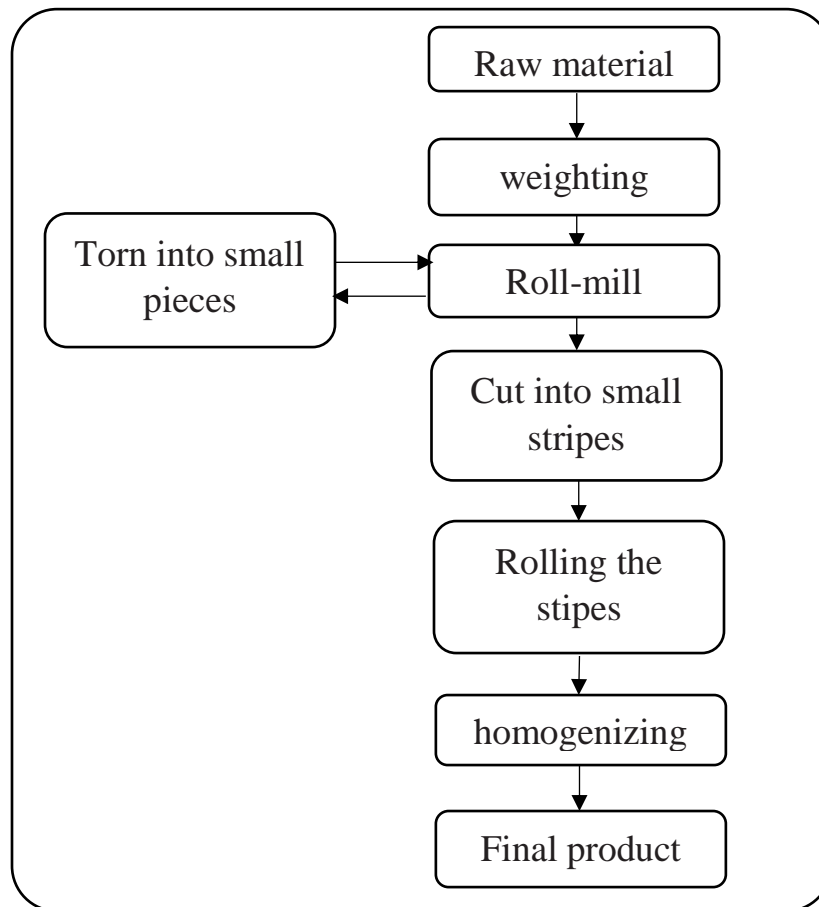 Raw material
weighting
Torn into small
pieces
Roll-mill
Cut into small
stripes
Rolling the
stipes
homogenizing
Final product